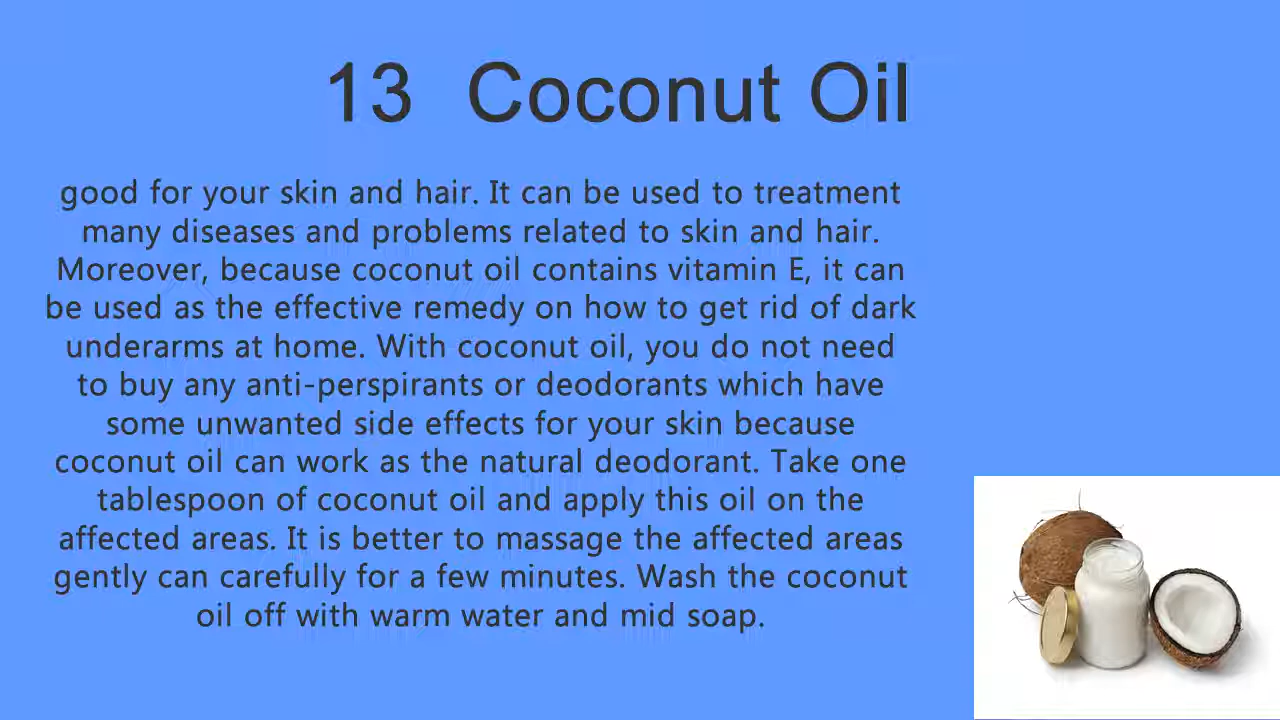 13 Coconut Oil
good for your skin and hair. It can be used to treatment
many diseases and problems related to skin and hair.
Moreover, because coconut oil contains vitamin E, it can
be used as the effective remedy on how to get rid of dark
underarms at home. With coconut oil, you do not need
to buy any anti-perspirants or deodorants which have
some unwanted side effects for your skin because
coconut oil can work as the natural deodorant. Take one
tablespoon of coconut oil and apply this oil on the
affected areas. It is better to massage the affected areas
gently can carefully for a few minutes. Wash the coconut
oil off with warm water and mid soap.